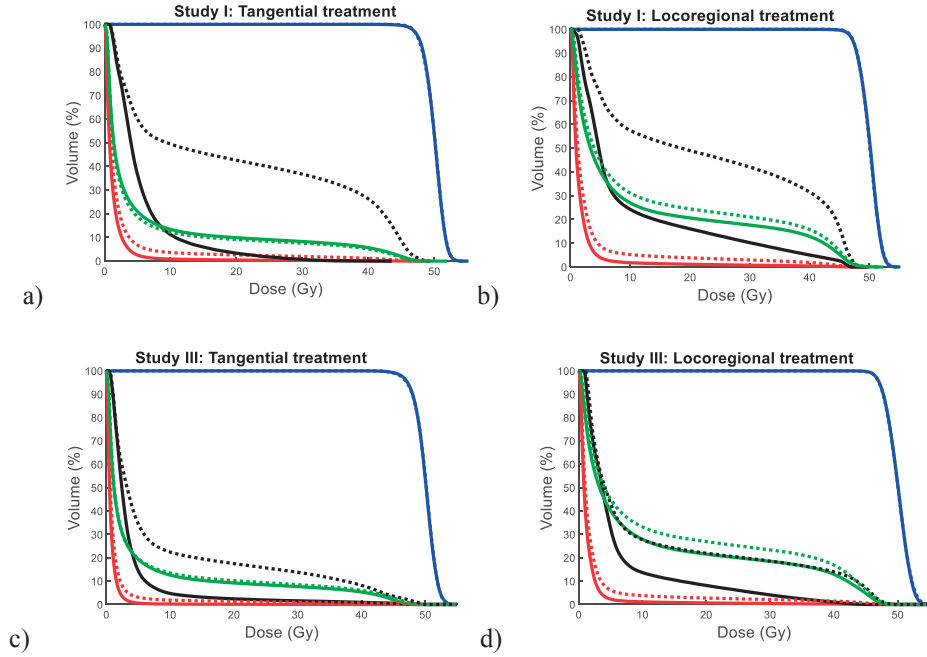 Study I: Tangential treatment
100
90
80
70
60
50
40
30
20
10
0
Volume (%)
0 10 20 30 40 50
Dose (Gy)
a)
Study I: Locoregional treatment
100
90
80
70
60
50
40
30
20
10
0
Volume (%)
0 10 20 30 40 50
Dose (Gy)
b)
Study III: Tangential treatment
100
90
80
70
60
50
40
30
20
10
0
Volume (%)
0 10 20 30 40 50
Dose (Gy)
c)
Study III: Locoregional treatment
100
90
80
70
60
50
40
30
20
10
0
Volume (%)
0 10 20 30 40 50
Dose (Gy)
d)